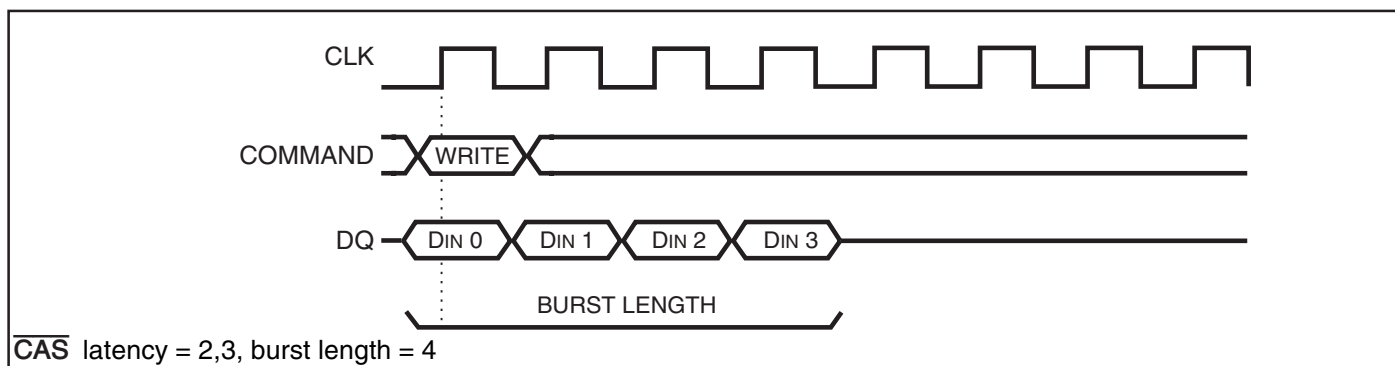 CLK
COMMAND
WRITE
DQ
DIN 0
DIN 1
DIN 2
DIN 3
BURST LENGTH
CAS latency = 2,3, burst length = 4